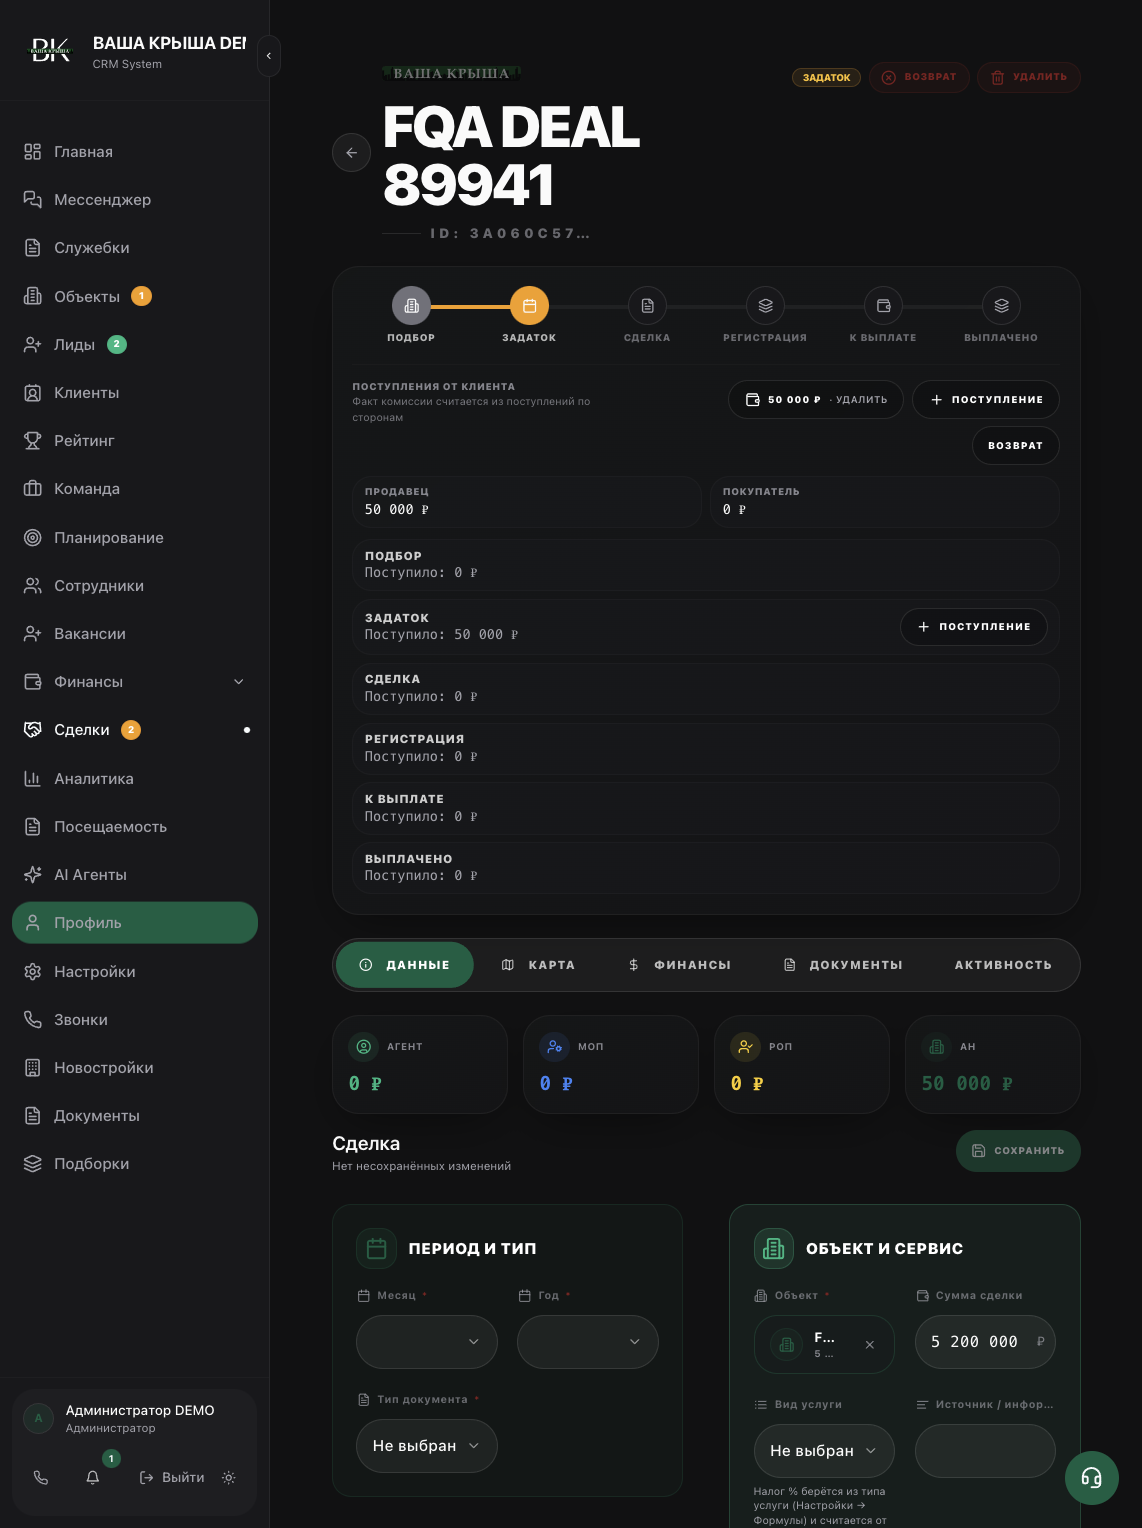 ВАША КРЫША
ВАША КРЫША DEM
CRM System
Главная
Мессенджер
Служебки
Объекты 1
Лиды 2
Клиенты
Рейтинг
Команда
Планирование
Сотрудники
Вакансии
Финансы
Сделки 2
Аналитика
Посещаемость
AI Агенты
Профиль
Настройки
Звонки
Новостройки
Документы
Подборки
A
Администратор DEMO
Администратор
1
Выйти
ВАША КРЫША
ЗАДАТОК
ВОЗВРАТ
УДАЛИТЬ
FQA DEAL
89941
ID: 3A060C57…
ПОДБОР
ЗАДАТОК
СДЕЛКА
РЕГИСТРАЦИЯ
К ВЫПЛАТЕ
ВЫПЛАЧЕНО
ПОСТУПЛЕНИЯ ОТ КЛИЕНТА
Факт комиссии считается из поступлений по
сторонам
50 000 ₽ · УДАЛИТЬ
ПОСТУПЛЕНИЕ
ВОЗВРАТ
ПРОДАВЕЦ
50 000 ₽
ПОКУПАТЕЛЬ
0 ₽
ПОДБОР
Поступило: 0 ₽
ЗАДАТОК
Поступило: 50 000 ₽
ПОСТУПЛЕНИЕ
СДЕЛКА
Поступило: 0 ₽
РЕГИСТРАЦИЯ
Поступило: 0 ₽
К ВЫПЛАТЕ
Поступило: 0 ₽
ВЫПЛАЧЕНО
Поступило: 0 ₽
ДАННЫЕ
КАРТА
ФИНАНСЫ
ДОКУМЕНТЫ
АКТИВНОСТЬ
АГЕНТ
0 ₽
МОП
0 ₽
РОП
0 ₽
АН
50 000 ₽
Сделка
Нет несохранённых изменений
СОХРАНИТЬ
ПЕРИОД И ТИП
Месяц *
Год *
Тип документа *
Не выбран
ОБЪЕКТ И СЕРВИС
Объект *
F...
5 ...
Сумма сделки
5 200 000 ₽
Вид услуги
Не выбран
Источник / инфор...
Налог % берётся из типа
услуги (Настройки →
Формулы) и считается от